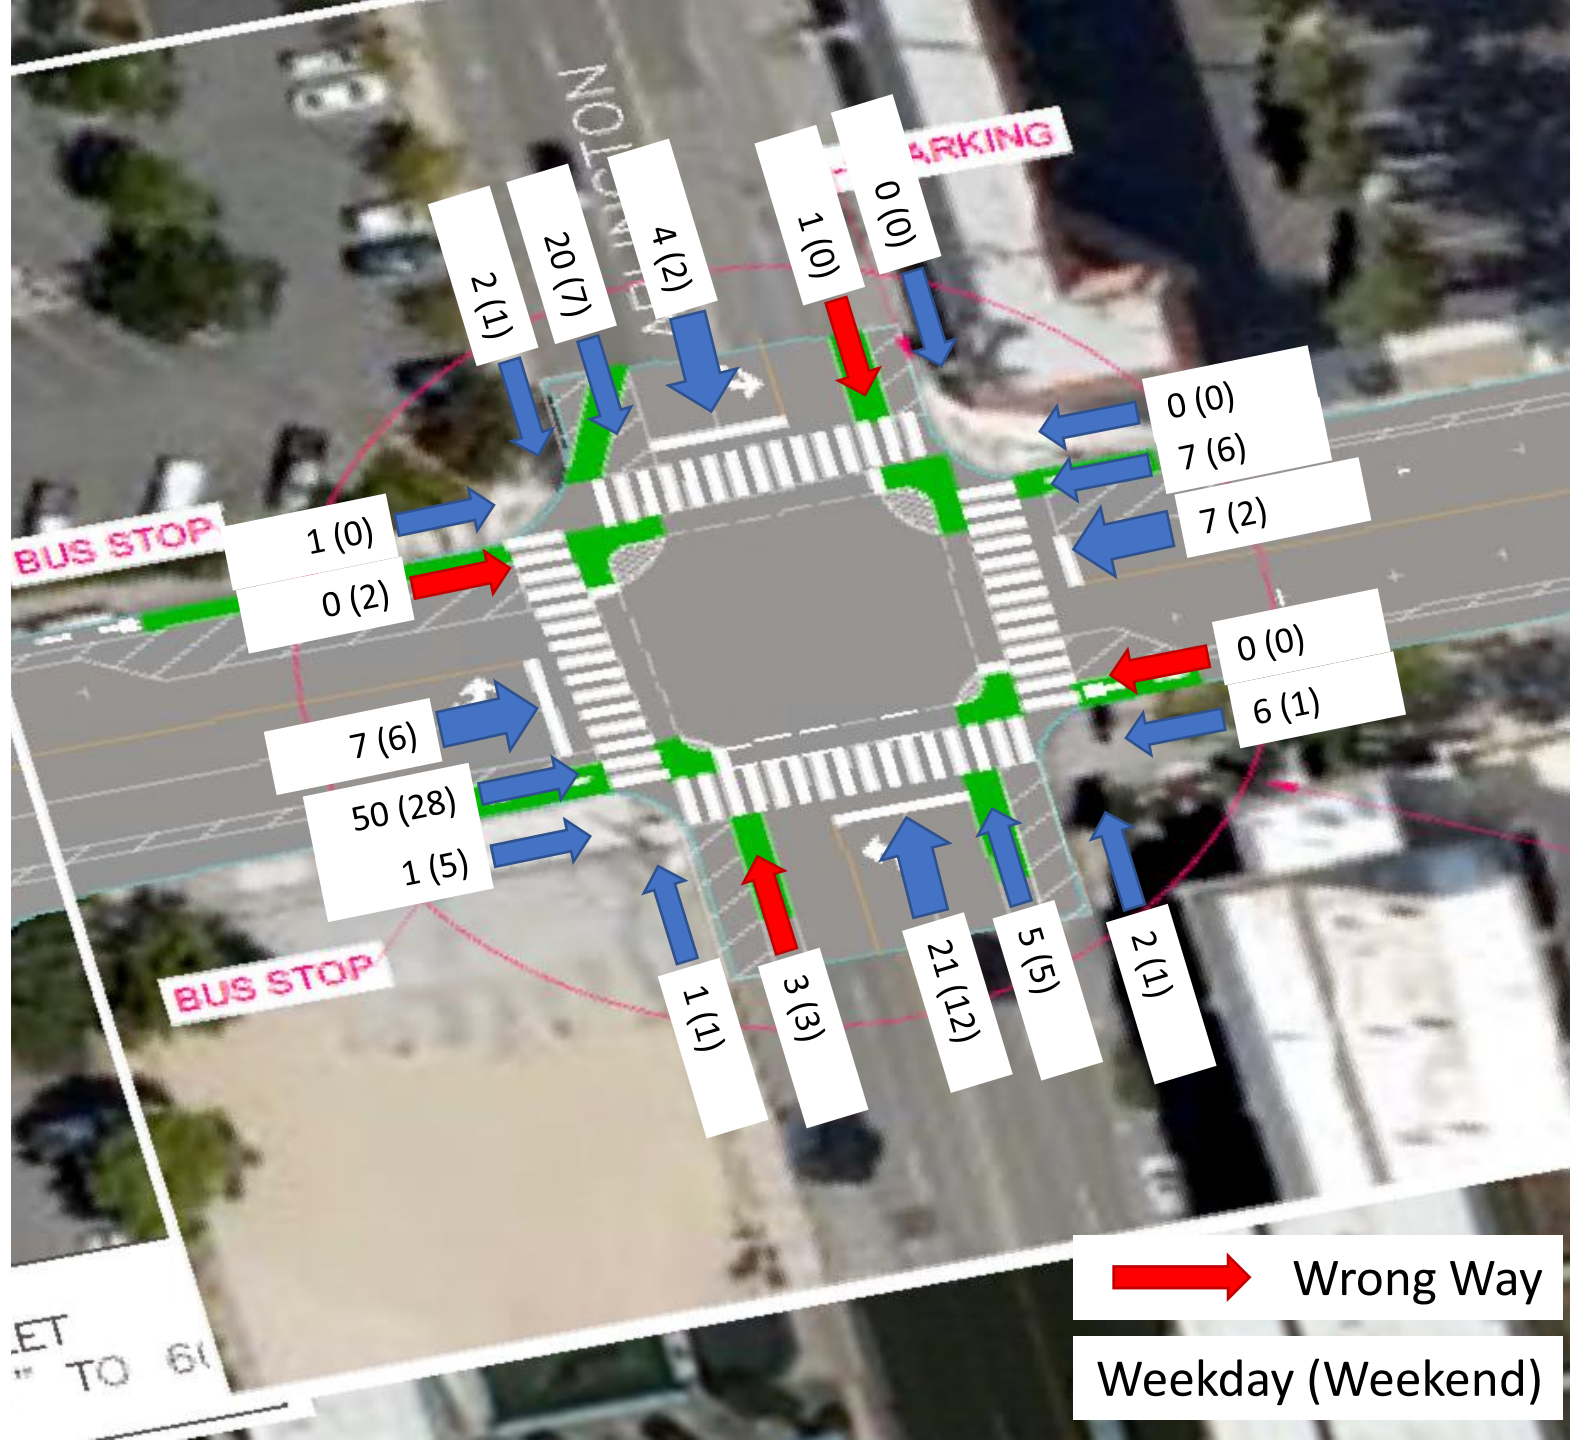 ARKING
0 (0)
1 (0)
4 (2)
20 (7)
2 (1)
0 (0)
7 (6)
7 (2)
BUS STOP
1 (0)
0 (2)
0 (0)
6 (1)
7 (6)
50 (28)
1 (5)
BUS STOP
1 (1)
3 (3)
21 (12)
5 (5)
2 (1)
Wrong Way
LET
" TO
Weekday (Weekend)